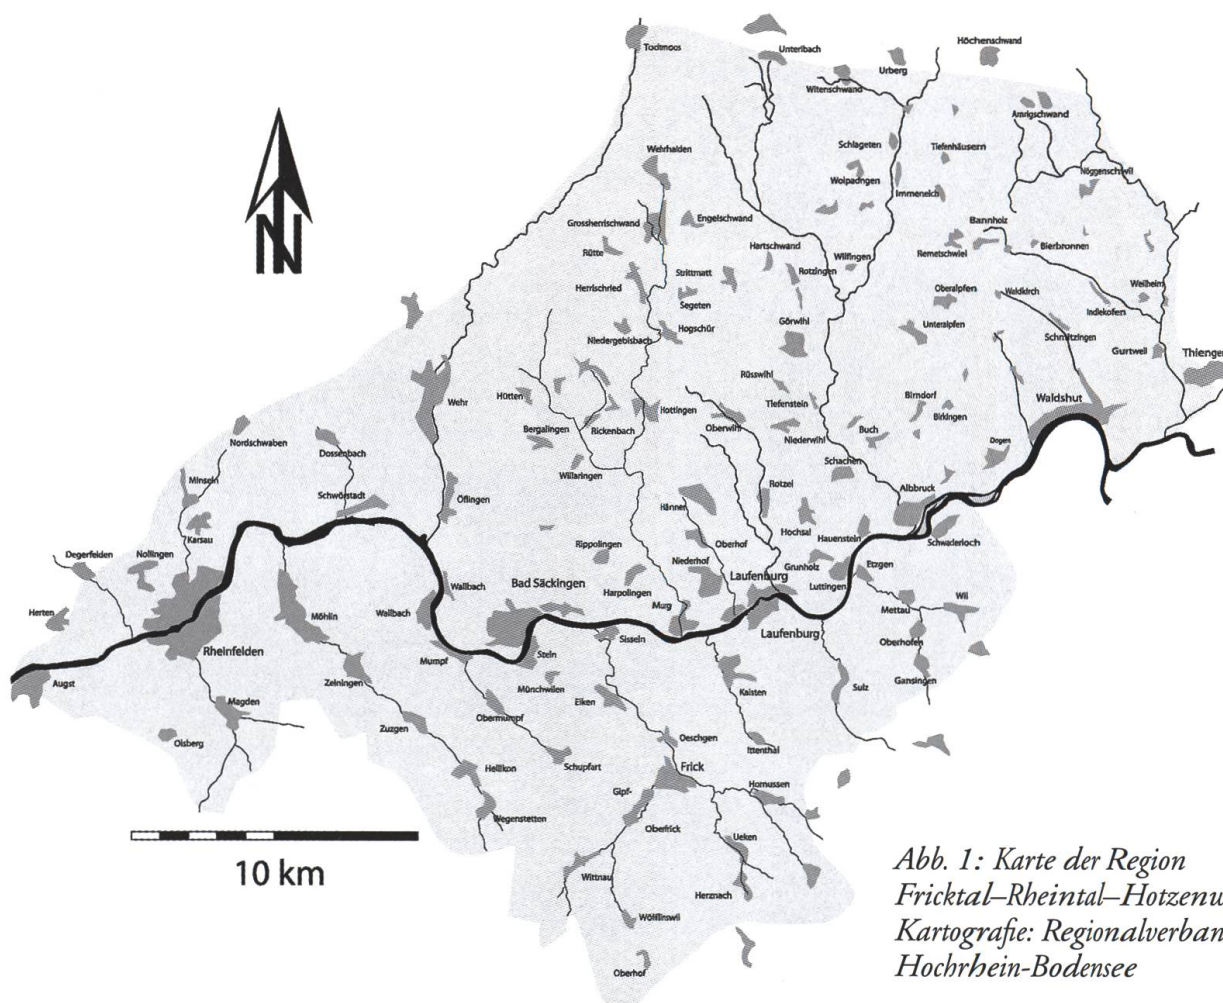 Höchenschwand
Todtmoos
Unteribach
Urberg
Witenschwand
Amrigschwand
Schlageten
Tiefenhäusern
Wehrhalden
Nöggenschwil
Wolpadngen
Immeneich
Grossherrischwand
Engelschwand
Bannholz
Hartschwand
Bierbronnen
Rütte
Wilfingen
Remetschwiel
Strittmatt
Rotzingen
Herrischried
Oberalpfen
Waldkirch
Weilheim
Segeten
Indlekofen
Görwihl
Unteralpfen
Hogschür
Schmitzingen
Niedergebisbach
Gurtweil
Thiengen
Rüsswihl
Hütten
Wehr
Birndorf
Waldshut
Tiefenstein
Hottingen
Birkingen
Rickenbach
Oberwihl
Bergalingen
Buch
Niederwihl
Nordschwaben
Dogern
Dossenbach
Schachen
Willaringen
Minseln
Rotzel
Albbruck
Schwörstadt
Öflingen
Hänner
Hochsal
Karsau
Hauenstein
Oberhof
Schwaderloch
Rippolingen
Degerfelden
Nollingen
Niederhof
Grunholz
Etzgen
Laufenburg
Bad Säckingen
Wallbach
Luttingen
Harpolingen
Wil
Murg
Mettau
Herten
Wallbach
Möhlin
Laufenburg
Sisseln
Oberhofen
Rheinfelden
Stein
Mumpf
Gansingen
Augst
Zeiningen
Münchwilen
Kaisten
Sulz
Eiken
Magden
Obermumpf
Zuzgen
Olsberg
Oeschgen
Ittenthal
Hellikon
Schupfart
Frick
Gipf-
Hornussen
Wegenstetten
Oberfrick
Ueken
10 km
Wittnau
Herznach
Wölflinswil
Oberhof
N
Abb. 1: Karte der Region
Fricktal–Rheintal–Hotzenw
Kartografie: Regionalverban
Hochrhein-Bodensee